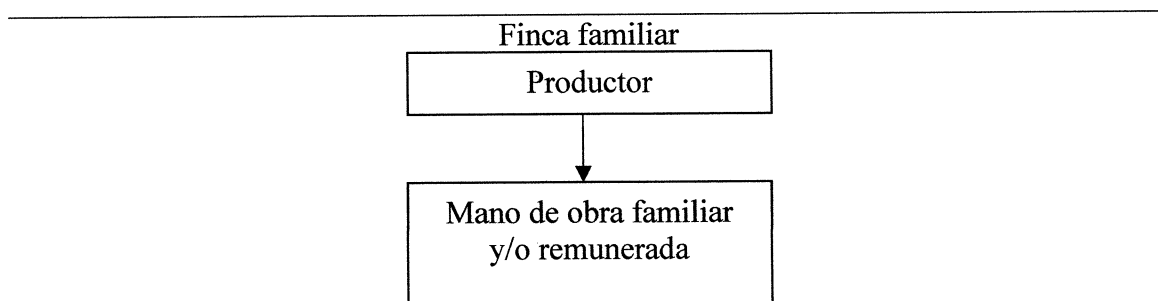 Finca familiar
Productor
Mano de obra familiar
y/o remunerada